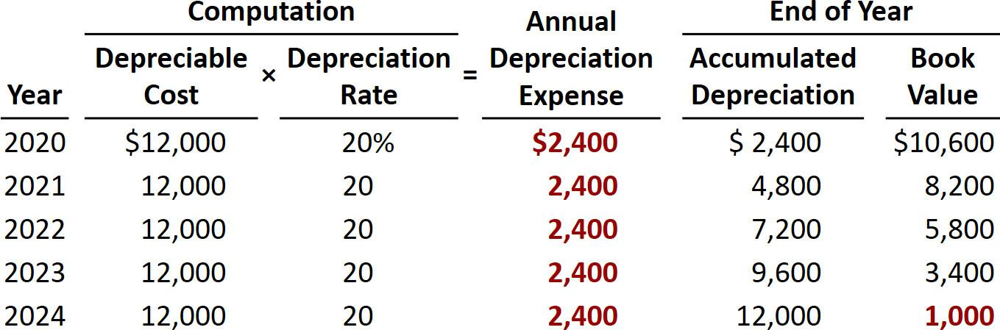 Computation Annual End of Year
Depreciable × Depreciation = Depreciation Accumulated Book
Year Cost Rate Expense Depreciation Value
2020 $12,000 20% $2,400 $ 2,400 $10,600
2021 12,000 20 2,400 4,800 8,200
2022 12,000 20 2,400 7,200 5,800
2023 12,000 20 2,400 9,600 3,400
2024 12,000 20 2,400 12,000 1,000